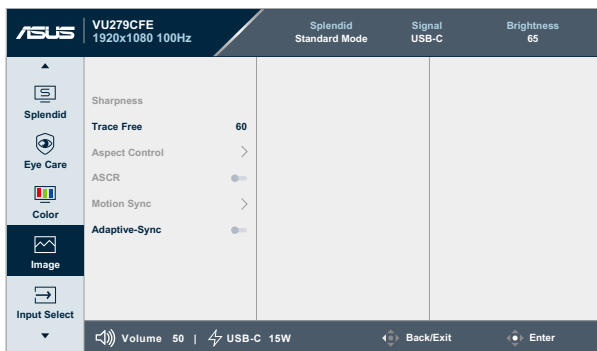 ASUS
VU279CFE
1920x1080 100Hz
Splendid
Standard Mode
Signal
USB-C
Brightness
65
Splendid
Eye Care
Color
Image
Input Select
Sharpness
Trace Free 60
Aspect Control
ASCR
Motion Sync
Adaptive-Sync
Volume 50 | USB-C 15W
Back/Exit
Enter